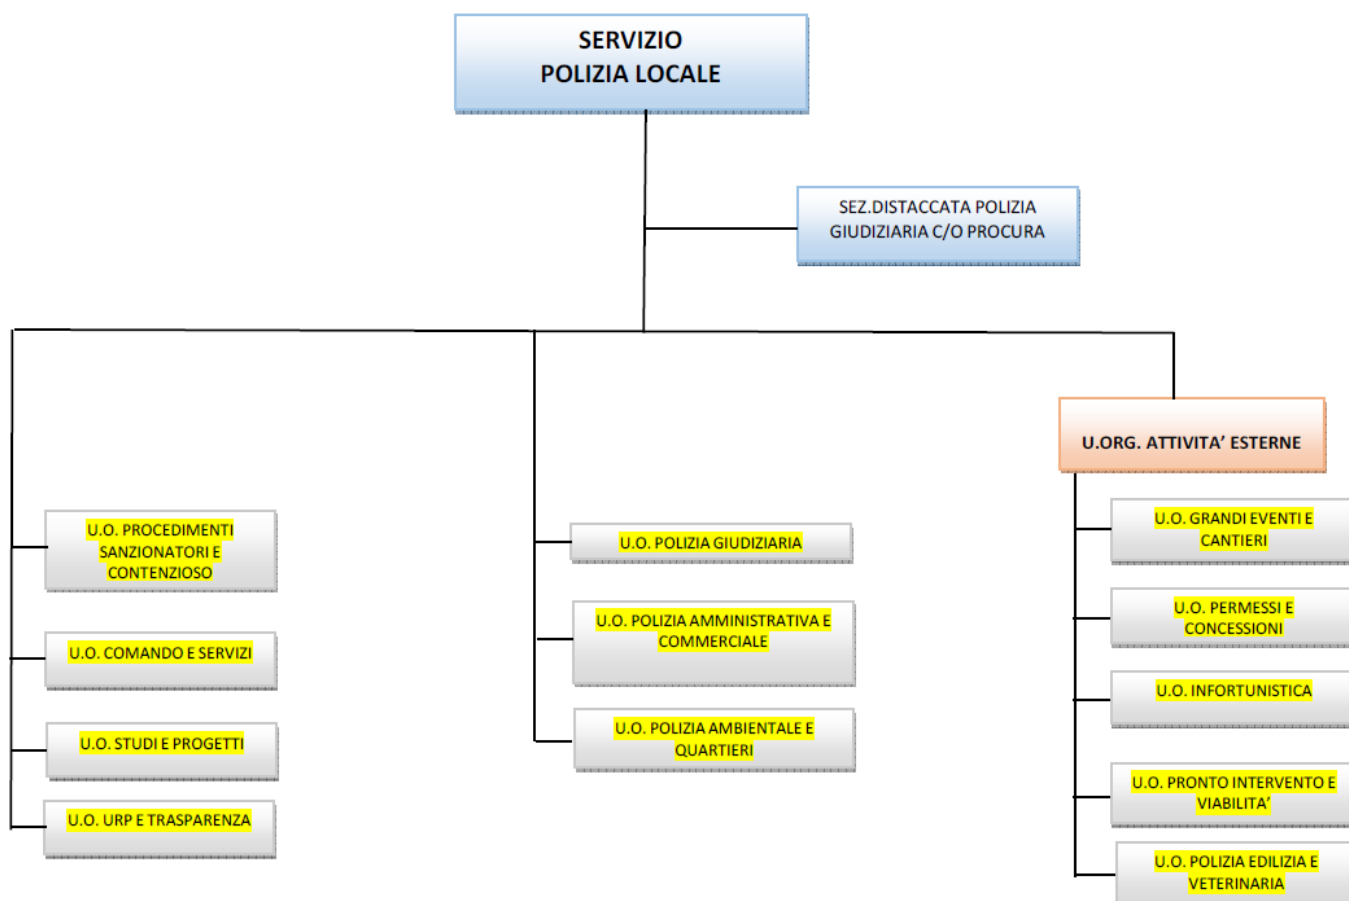 SERVIZIO
POLIZIA LOCALE
SEZ.DISTACCATA POLIZIA
GIUDIZIARIA C/O PROCURA
U.ORG. ATTIVITA’ ESTERNE
U.O. PROCEDIMENTI
SANZIONATORI E
CONTENZIOSO
U.O. COMANDO E SERVIZI
U.O. STUDI E PROGETTI
U.O. URP E TRASPARENZA
U.O. POLIZIA GIUDIZIARIA
U.O. POLIZIA AMMINISTRATIVA E
COMMERCIALE
U.O. POLIZIA AMBIENTALE E
QUARTIERI
U.O. GRANDI EVENTI E
CANTIERI
U.O. PERMESSI E
CONCESSIONI
U.O. INFORTUNISTICA
U.O. PRONTO INTERVENTO E
VIABILITA’
U.O. POLIZIA EDILIZIA E
VETERINARIA